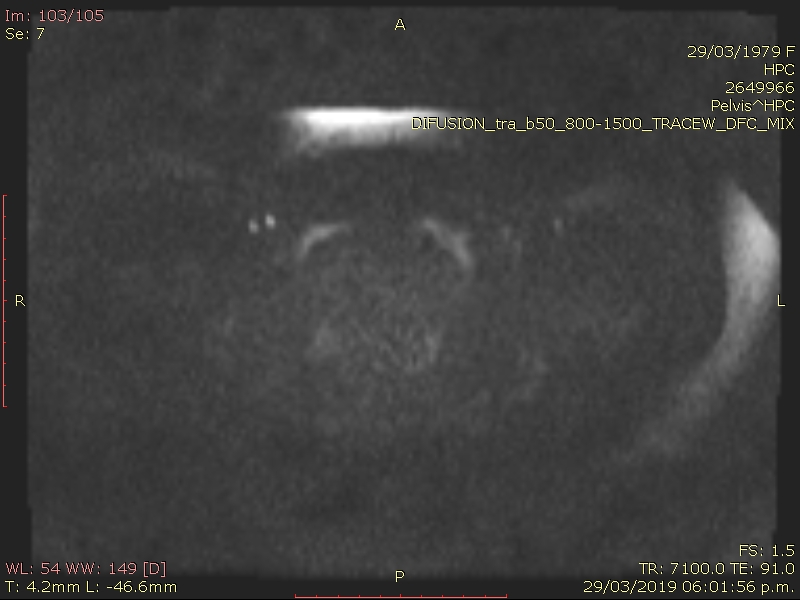 Im: 103/105
Se: 7
A
29/03/1979 F
HPC
2649966
Pelvis^HPC
DIFUSION_tra_b50_800-1500_TRACEW_DFC_MIX
R
L
WL: 54 WW: 149 [D]
T: 4.2mm L: -46.6mm
P
FS: 1.5
TR: 7100.0 TE: 91.0
29/03/2019 06:01:56 p.m.